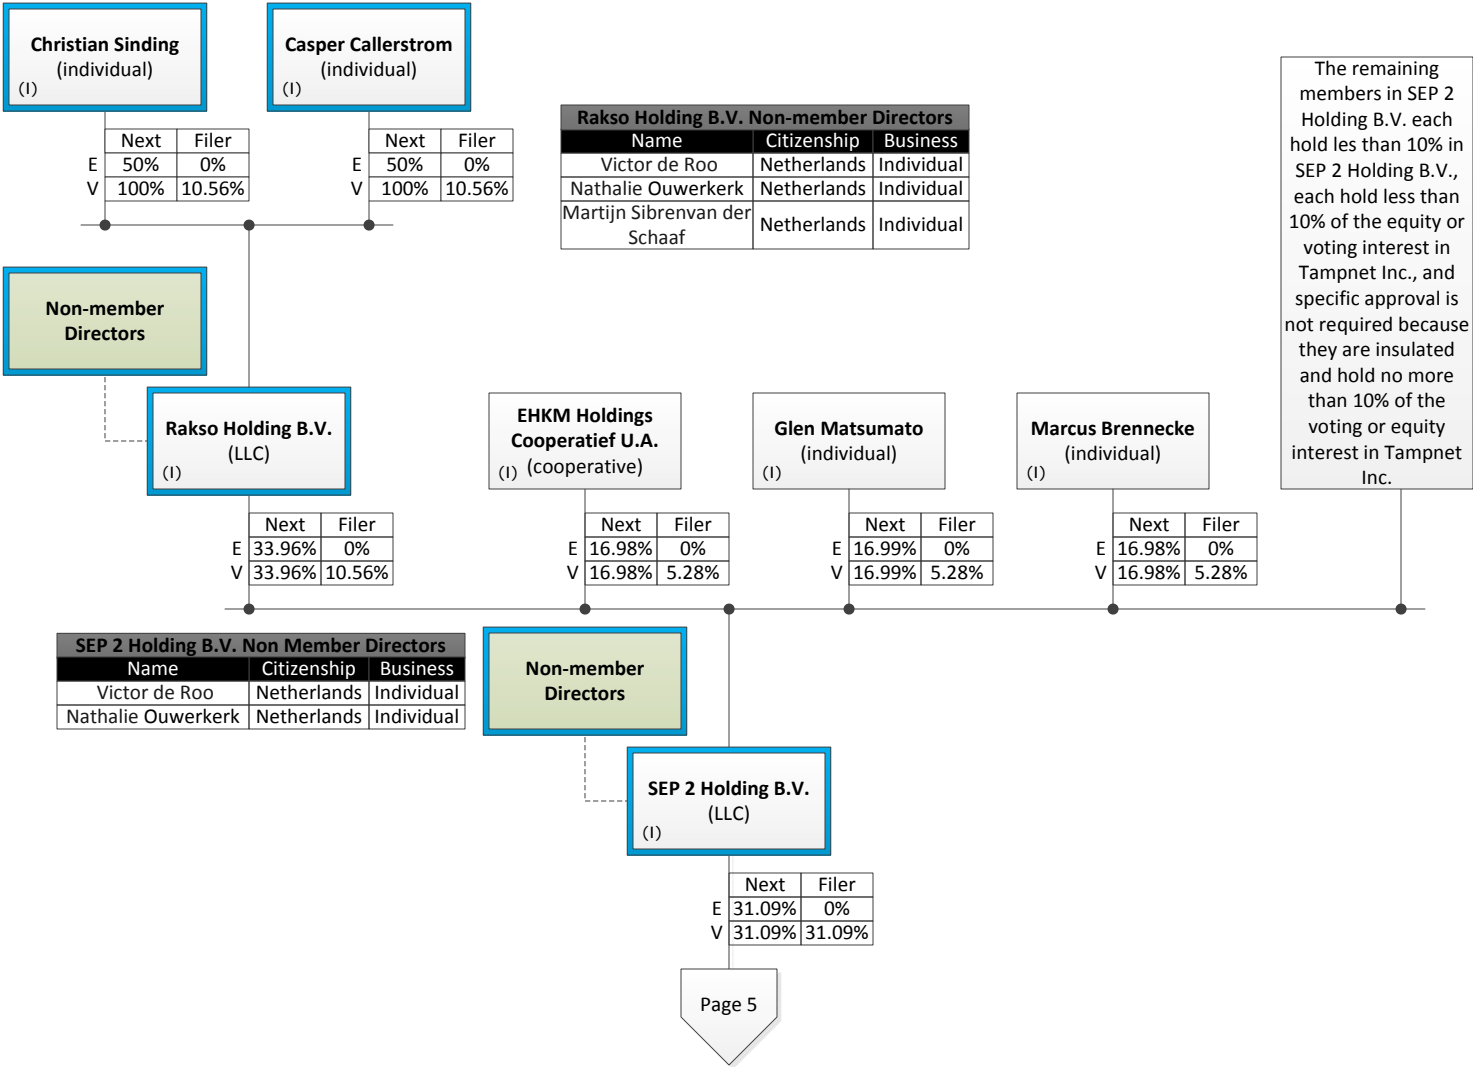 Christian Sinding
(individual)
(I)
Casper Callerstrom
(individual)
(I)
Next Filer
E 50% 0%
V 100% 10.56%
Next Filer
E 50% 0%
V 100% 10.56%
Rakso Holding B.V. Non-member Directors
Name Citizenship Business
Victor de Roo Netherlands Individual
Nathalie Ouwerkerk Netherlands Individual
Martijn Sibrenvan der
Schaaf
Netherlands Individual
The remaining
members in SEP 2
Holding B.V. each
hold les than 10% in
SEP 2 Holding B.V.,
each hold less than
10% of the equity or
voting interest in
Tampnet Inc., and
specific approval is
not required because
they are insulated
and hold no more
than 10% of the
voting or equity
interest in Tampnet
Inc.
Non-member
Directors
Rakso Holding B.V.
(LLC)
(I)
EHKM Holdings
Cooperatief U.A.
(I) (cooperative)
Glen Matsumato
(individual)
(I)
Marcus Brennecke
(individual)
(I)
Next Filer
E 33.96% 0%
V 33.96% 10.56%
Next Filer
E 16.98% 0%
V 16.98% 5.28%
Next Filer
E 16.99% 0%
V 16.99% 5.28%
Next Filer
E 16.98% 0%
V 16.98% 5.28%
SEP 2 Holding B.V. Non Member Directors
Name Citizenship Business
Victor de Roo Netherlands Individual
Nathalie Ouwerkerk Netherlands Individual
Non-member
Directors
SEP 2 Holding B.V.
(LLC)
(I)
Next Filer
E 31.09% 0%
V 31.09% 31.09%
Page 5